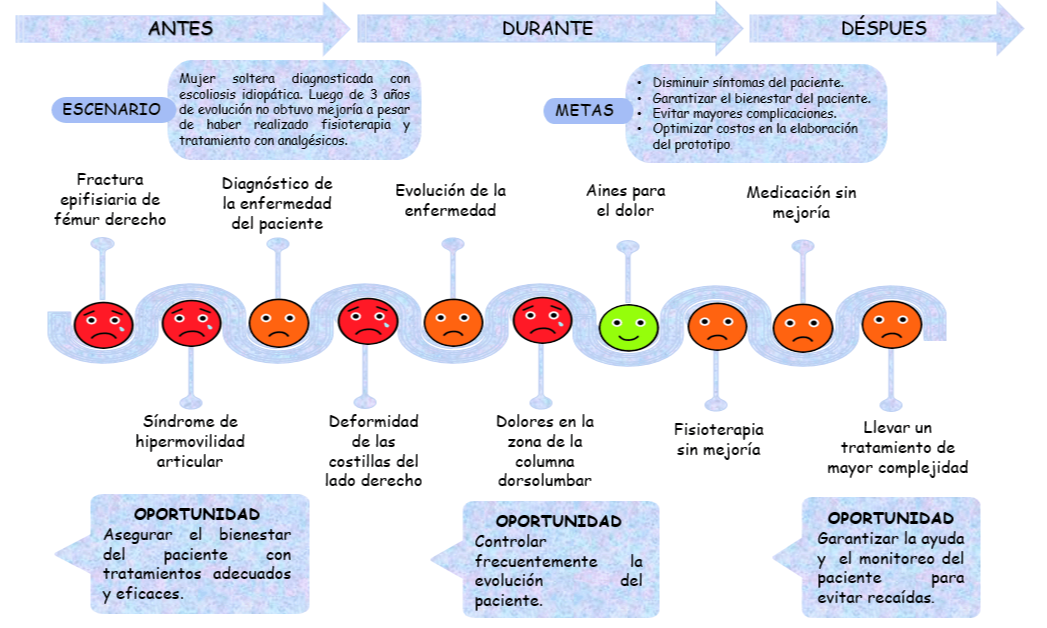 ANTES
DURANTE
DÉSPUES
ESCENARIO
Mujer soltera diagnosticada con
escoliosis idiopática. Luego de 3 años
de evolución no obtuvo mejoría a pesar
de haber realizado fisioterapia y
tratamiento con analgésicos.
METAS
• Disminuir síntomas del paciente.
• Garantizar el bienestar del paciente.
• Evitar mayores complicaciones.
• Optimizar costos en la elaboración
del prototipo
Fractura
epifisiaria de
fémur derecho
Diagnóstico de
la enfermedad
del paciente
Evolución de la
enfermedad
Aines para
el dolor
Medicación sin
mejoría
Síndrome de
hipermovilidad
articular
Deformidad
de las
costillas del
lado derecho
Dolores en la
zona de la
columna
dorsolumbar
Fisioterapia
sin mejoría
Llevar un
tratamiento de
mayor complejidad
OPORTUNIDAD
Asegurar el bienestar
del paciente con
tratamientos adecuados
y eficaces.
OPORTUNIDAD
Controlar
frecuentemente la
evolución del
paciente.
OPORTUNIDAD
Garantizar la ayuda
y el monitoreo del
paciente para
evitar recaídas.